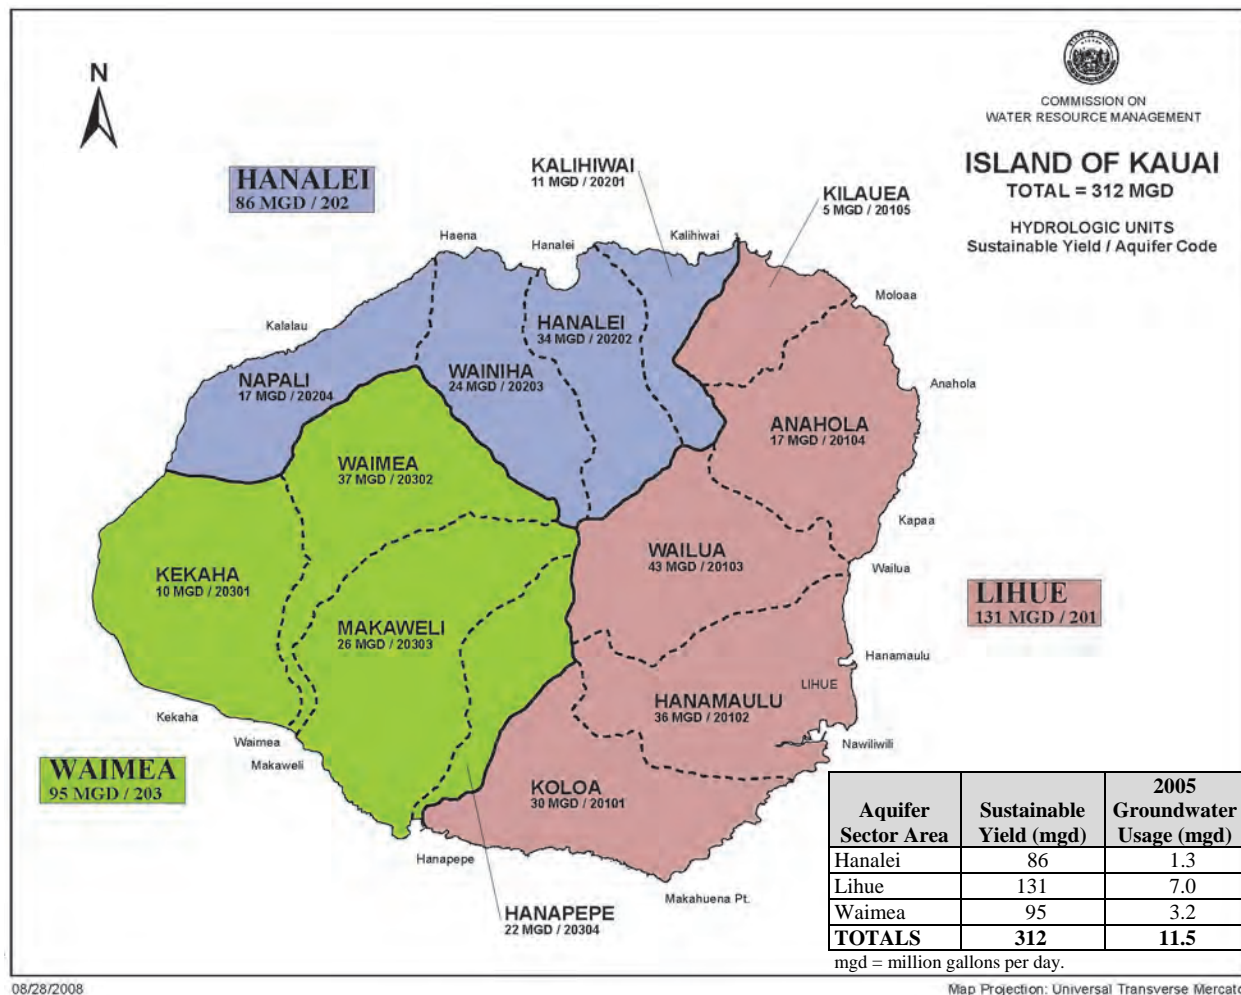 N
COMMISSION ON
WATER RESOURCE MANAGEMENT
ISLAND OF KAUAI
TOTAL = 312 MGD
HYDROLOGIC UNITS
Sustainable Yield / Aquifer Code
HANALEI
86 MGD / 202
KALIHIWAI
11 MGD / 20201
KILAUEA
5 MGD / 20105
Haena
Hanalei
Kalihiwai
Moloaa
Kalalau
HANALEI
34 MGD / 20202
NAPALI
17 MGD / 20204
WAINIHA
24 MGD / 20203
Anahola
ANAHOLA
17 MGD / 20104
WAIMEA
37 MGD / 20302
Kapaa
WAILUA
43 MGD / 20103
Wailua
KEKAHA
10 MGD / 20301
LIHUE
131 MGD / 201
MAKAWELI
26 MGD / 20303
Hanamaulu
LIHUE
HANAMAULU
36 MGD / 20102
Kekaha
Waimea
Makaweli
Nawiliwili
WAIMEA
95 MGD / 203
KOLOA
30 MGD / 20101
Hanapepe
Makahuena Pt.
HANAPEPE
22 MGD / 20304
Aquifer Sector Area Sustainable Yield (mgd) 2005 Groundwater Usage (mgd)
Hanalei 86 1.3
Lihue 131 7.0
Waimea 95 3.2
TOTALS 312 11.5
mgd = million gallons per day.
08/28/2008
Map Projection: Universal Transverse Mercato